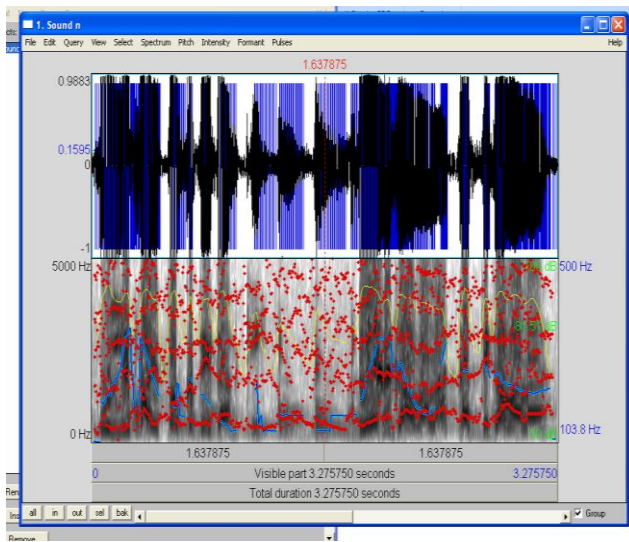 1. Sound n
File Edit Query View Select Spectrum Pitch Intensity Formant Pulses Help
1.637875
0.9883
0.1595
0
-1
5000 Hz dB 500 Hz
0 Hz 103.8 Hz
1.637875 1.637875
0 Visible part 3.275750 seconds 3.275750
Total duration 3.275750 seconds
all in out sel bak Group
Remove